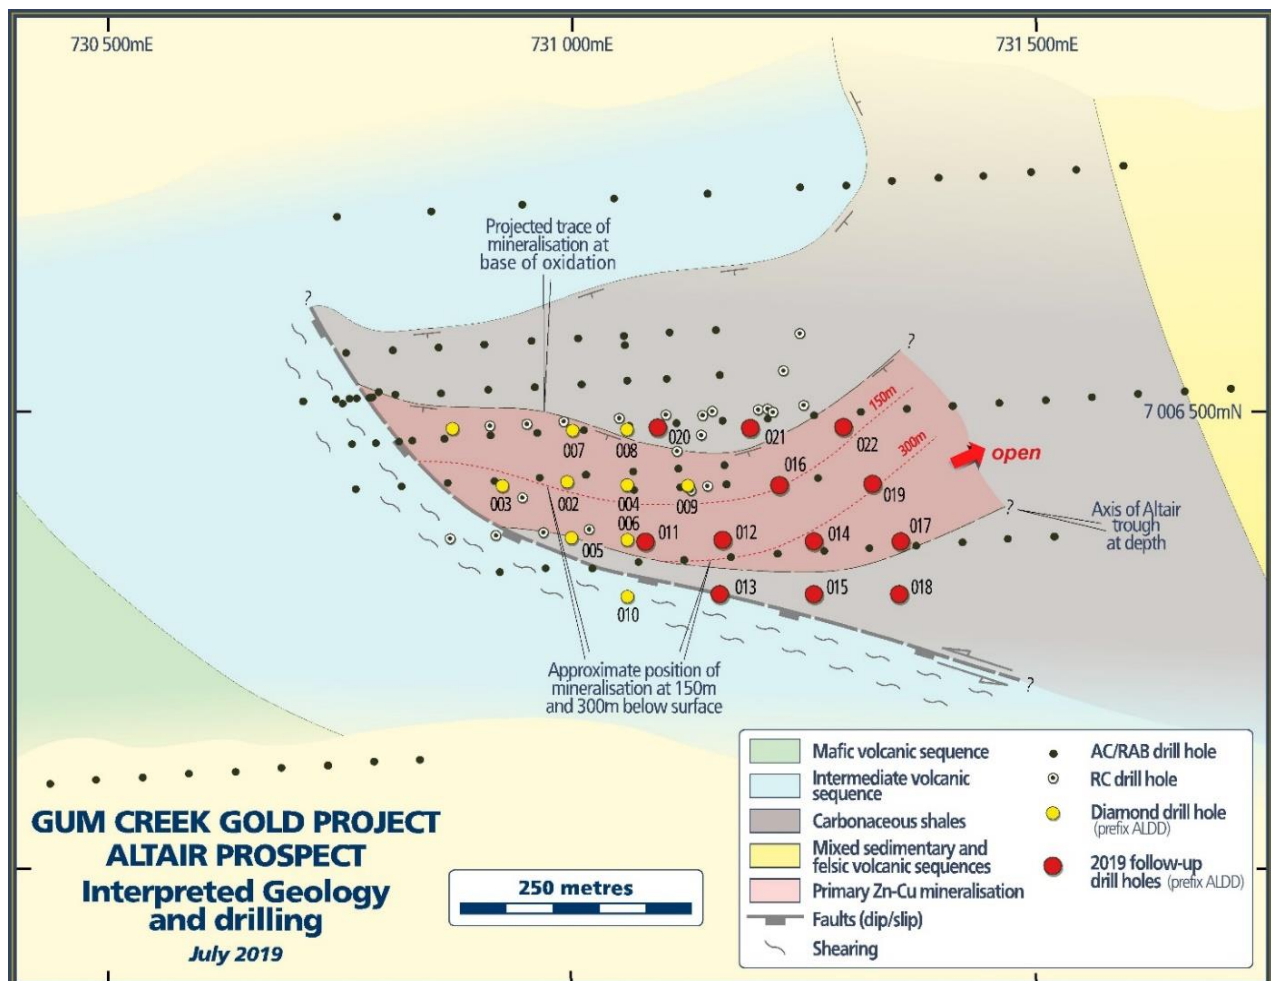 730 500mE
731 000mE
731 500mE
Projected trace of
mineralisation at
base of oxidation
?
?
150m
7 006 500mN
300m
open
007
008
020
021
022
016
019
003
002
004
009
?
Axis of Altair
trough
at depth
006
005
011
012
014
017
010
013
015
018
?
Approximate position of
mineralisation at 150m
and 300m below surface
Mafic volcanic sequence
Intermediate volcanic
sequence
Carbonaceous shales
Mixed sedimentary and
felsic volcanic sequences
Primary Zn-Cu mineralisation
Faults (dip/slip)
Shearing
AC/RAB drill hole
RC drill hole
Diamond drill hole
(prefix ALDD)
2019 follow-up
drill holes (prefix ALDD)
GUM CREEK GOLD PROJECT
ALTAIR PROSPECT
Interpreted Geology
and drilling
July 2019
250 metres